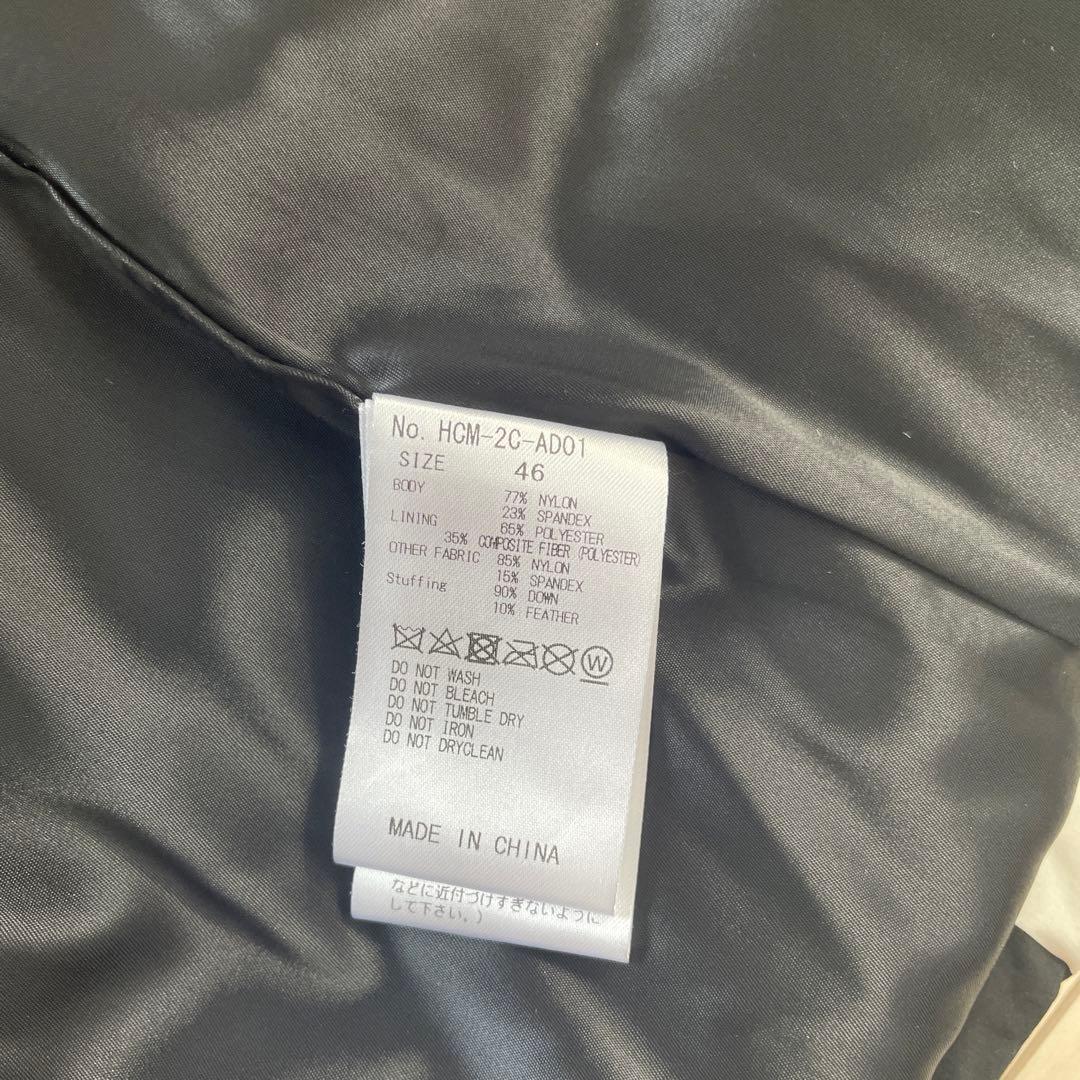 No. HCM-2C-AD01
SIZE 46
BODY 77% NYLON
23% SPANDEX
LINING 65% POLYESTER
35% COMPOSITE FIBER (POLYESTER)
OTHER FABRIC 85% NYLON
15% SPANDEX
Stuffing 90% DOWN
10% FEATHER
W
DO NOT WASH
DO NOT BLEACH
DO NOT TUMBLE DRY
DO NOT IRON
DO NOT DRYCLEAN
MADE IN CHINA
などに近付けすぎないように
して下さい。)